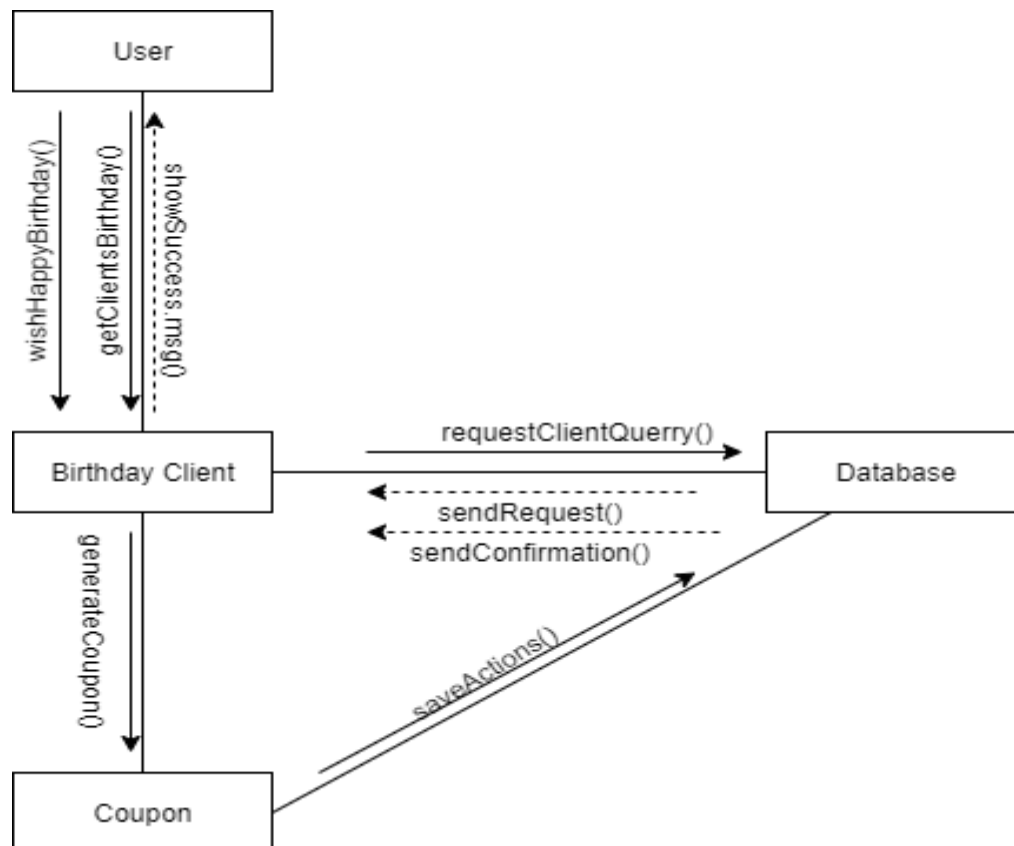 User
wishHappyBirthday()
getClientsBirthday()
showSuccess.msg()
requestClientQuerry()
Birthday Client
Database
sendRequest()
sendConfirmation()
generateCoupon()
saveActions()
Coupon